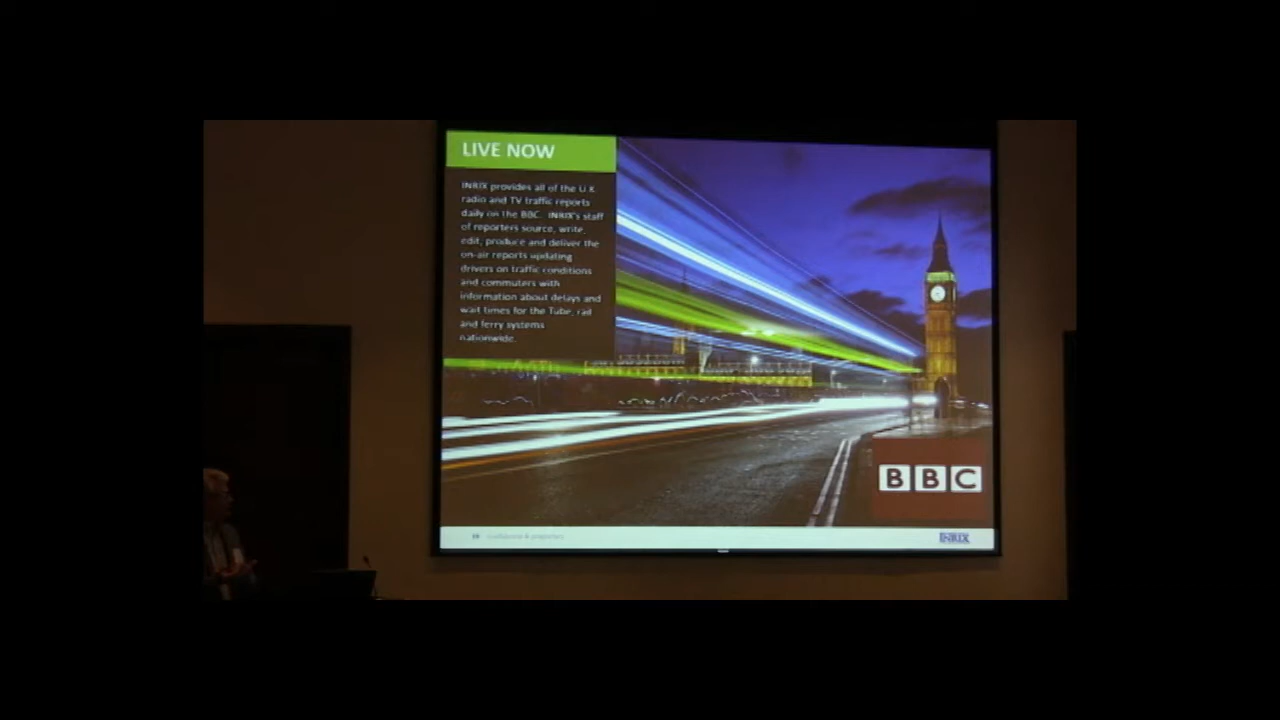 LIVE NOW
INRIX provides all of the U.K.
radio and TV traffic reports
daily on the BBC. INRIX's staff
of reporters source, write,
edit, produce and deliver the
on-air reports updating
drivers on traffic conditions
and commuters with
information about delays and
wait times for the Tube, rail
and ferry systems
nationwide.
BBC
confidential & proprietary
INRIX